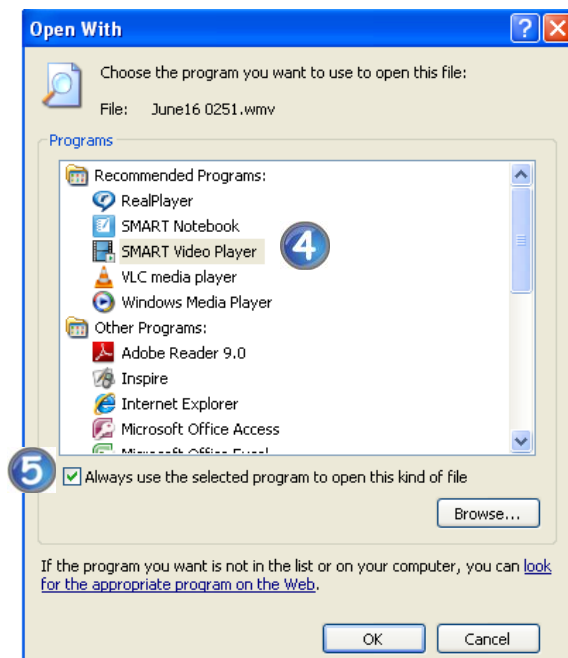 Open With
Choose the program you want to use to open this file:
File: June16 0251.wmv
Programs
Recommended Programs:
RealPlayer
SMART Notebook
4
SMART Video Player
VLC media player
Windows Media Player
Other Programs:
Adobe Reader 9.0
Inspire
Internet Explorer
Microsoft Office Access
Microsoft Office Excel
5
Always use the selected program to open this kind of file
Browse...
If the program you want is not in the list or on your computer, you can look
for the appropriate program on the Web.
OK Cancel